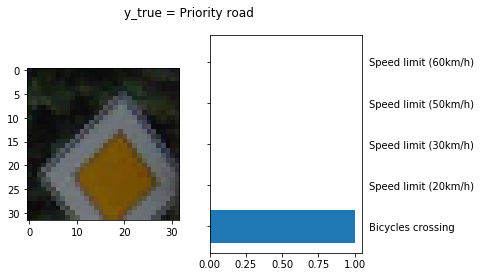 y_true = Priority road
0
5
10
15
20
25
30
0
10
20
30
Speed limit (60km/h)
Speed limit (50km/h)
Speed limit (30km/h)
Speed limit (20km/h)
Bicycles crossing
0.00
0.25
0.50
0.75
1.00